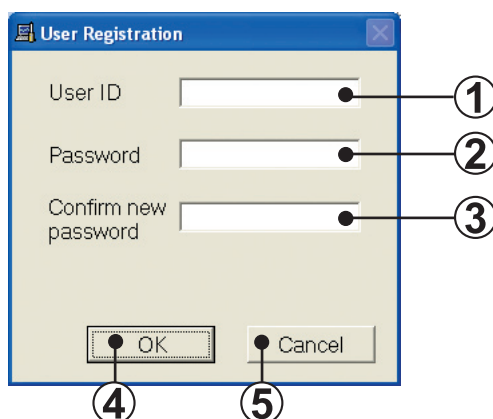 User Registration
User ID
1
Password
2
Confirm new
password
3
OK
Cancel
4
5